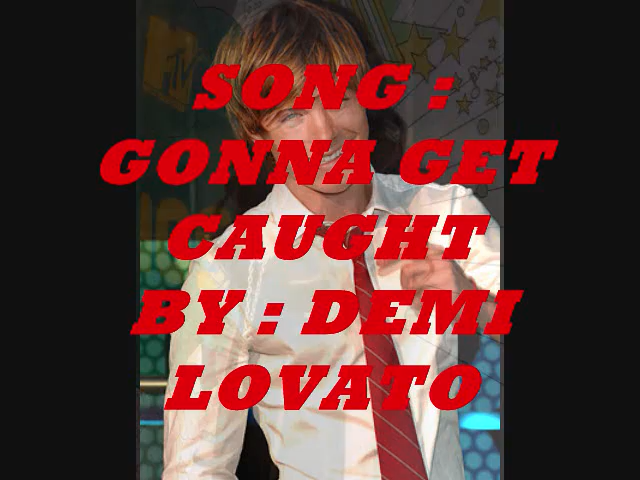 SONG :
GONNA GET
CAUGHT
BY : DEMI
LOVATO